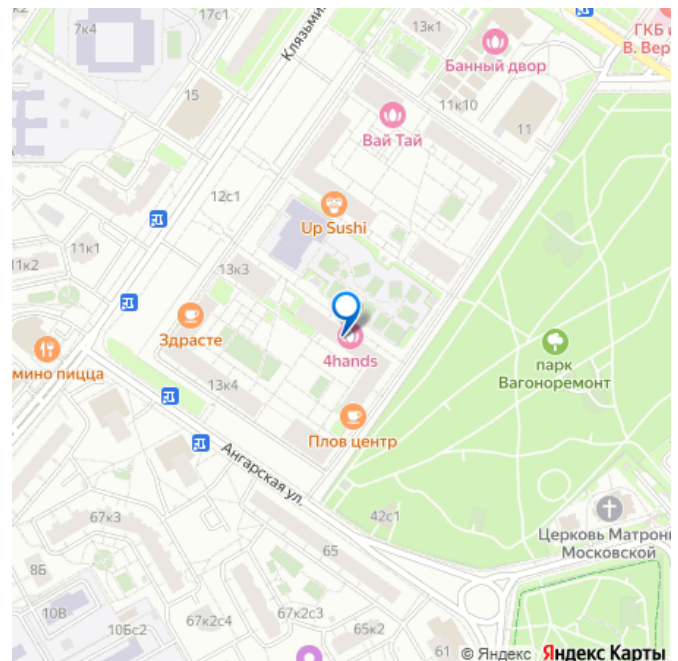 17с1
7к4
13к1
ГКБ и
В. Вер
Клязьми
Банный двор
15
11к10
11
Вай Тай
12с1
Up Sushi
11к1
11к2
13к3
Здрасте
4hands
парк
Вагоноремонт
мино пицца
13к4
Плов центр
Ангарская ул.
67к3
42с1
Церковь Матроны
Московской
65
8Б
10В
10Бс2
67к2с4
67к2с3
65к2
61
© Яндекс Яндекс Карты